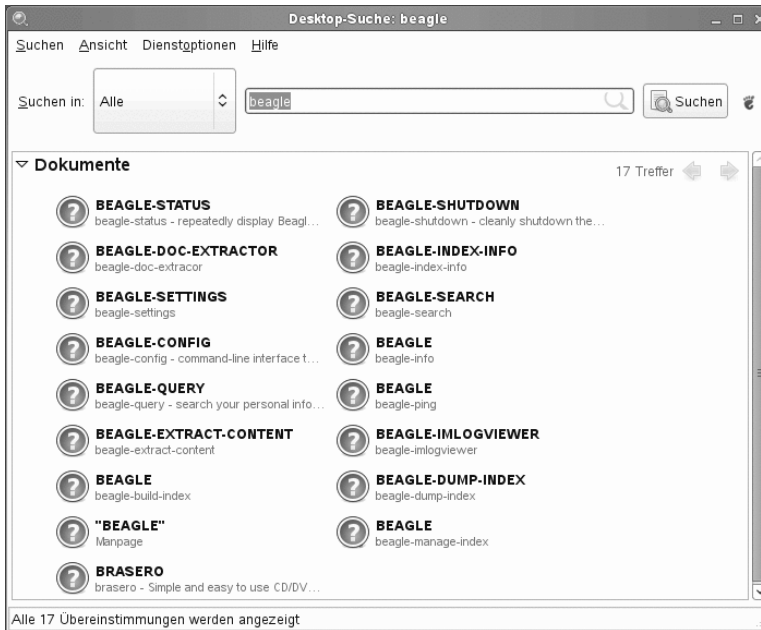 Desktop-Suche: beagle
Suchen Ansicht Dienstoptionen Hilfe
Suchen in: Alle beagle Suchen
Dokumente
17 Treffer
BEAGLE-STATUS
beagle-status - repeatedly display Beagl...
BEAGLE-SHUTDOWN
beagle-shutdown - cleanly shutdown the...
BEAGLE-DOC-EXTRACTOR
beagle-doc-extracor
BEAGLE-INDEX-INFO
beagle-index-info
BEAGLE-SETTINGS
beagle-settings
BEAGLE-SEARCH
beagle-search
BEAGLE-CONFIG
beagle-config - command-line interface t...
BEAGLE
beagle-info
BEAGLE-QUERY
beagle-query - search your personal info...
BEAGLE
beagle-ping
BEAGLE-EXTRACT-CONTENT
beagle-extract-content
BEAGLE-IMLOGVIEWER
beagle-imlogviewer
BEAGLE
beagle-build-index
BEAGLE-DUMP-INDEX
beagle-dump-index
"BEAGLE"
Manpage
BEAGLE
beagle-manage-index
BRASERO
brasero - Simple and easy to use CD/DV...
Alle 17 Übereinstimmungen werden angezeigt